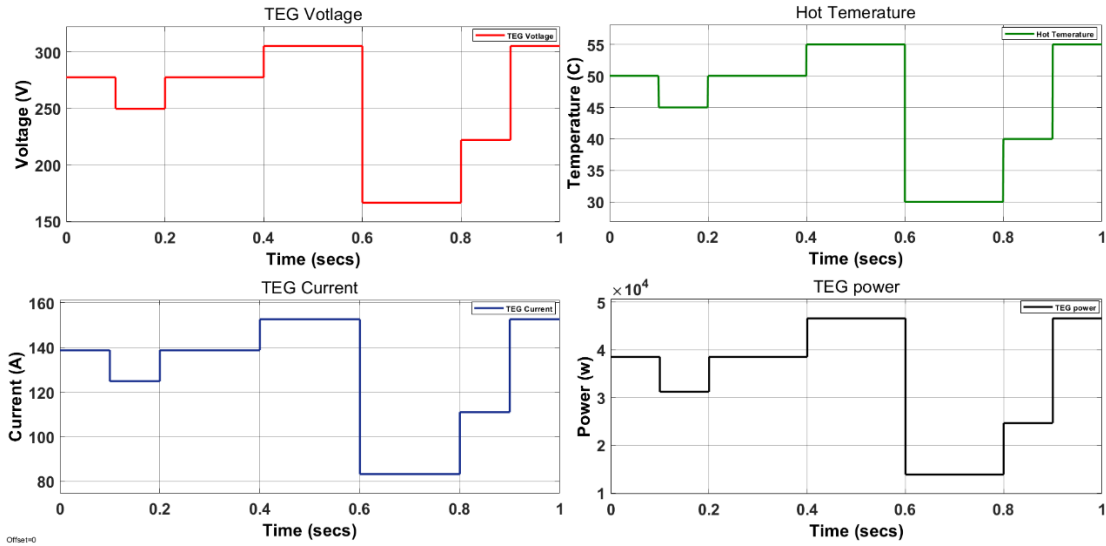 TEG Votlage
TEG Votlage
300
250
200
150
Voltage (V)
0 0.2 0.4 0.6 0.8 1
Time (secs)
Hot Temerature
Hot Temerature
55
50
45
40
35
30
Temperature (C)
0 0.2 0.4 0.6 0.8 1
Time (secs)
TEG Current
TEG Current
160
140
120
100
80
Current (A)
0 0.2 0.4 0.6 0.8 1
Time (secs)
TEG power
×10⁴
TEG power
5
4
3
2
1
Power (w)
0 0.2 0.4 0.6 0.8 1
Time (secs)
Offset=0